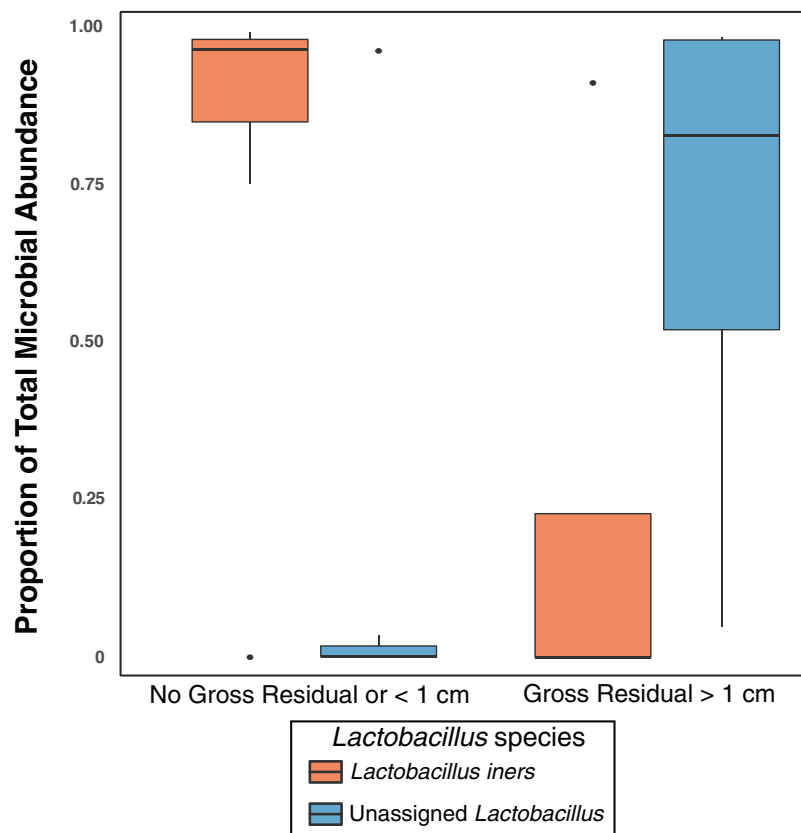 Proportion of Total Microbial Abundance
1.00
0.75
0.50
0.25
0
No Gross Residual or < 1 cm
Gross Residual > 1 cm
Lactobacillus species
Lactobacillus iners
Unassigned Lactobacillus